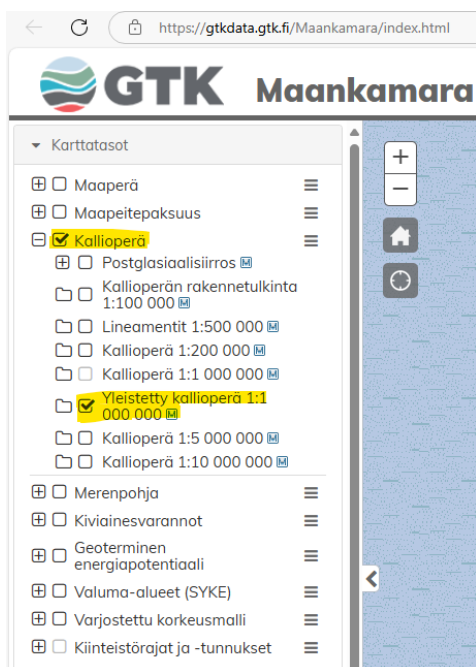 https://gtkdata.gtk.fi/Maankamara/index.html
GTK Maankamara
Karttatasot
Maaperä
Maapeitepaksuus
Kallioperä
Postglasiaalisiirros M
Kallioperän rakennetulkinta
1:100 000 M
Lineamentit 1:500 000 M
Kallioperä 1:200 000 M
Kallioperä 1:1 000 000 M
Yleistetty kallioperä 1:1
000 000 M
Kallioperä 1:5 000 000 M
Kallioperä 1:10 000 000 M
Merenpohja
Kiviainesvarannot
Geoterminen
energiapotentiaali
Valuma-alueet (SYKE)
Varjostettu korkeusmalli
Kiinteistörajat ja -tunnukset